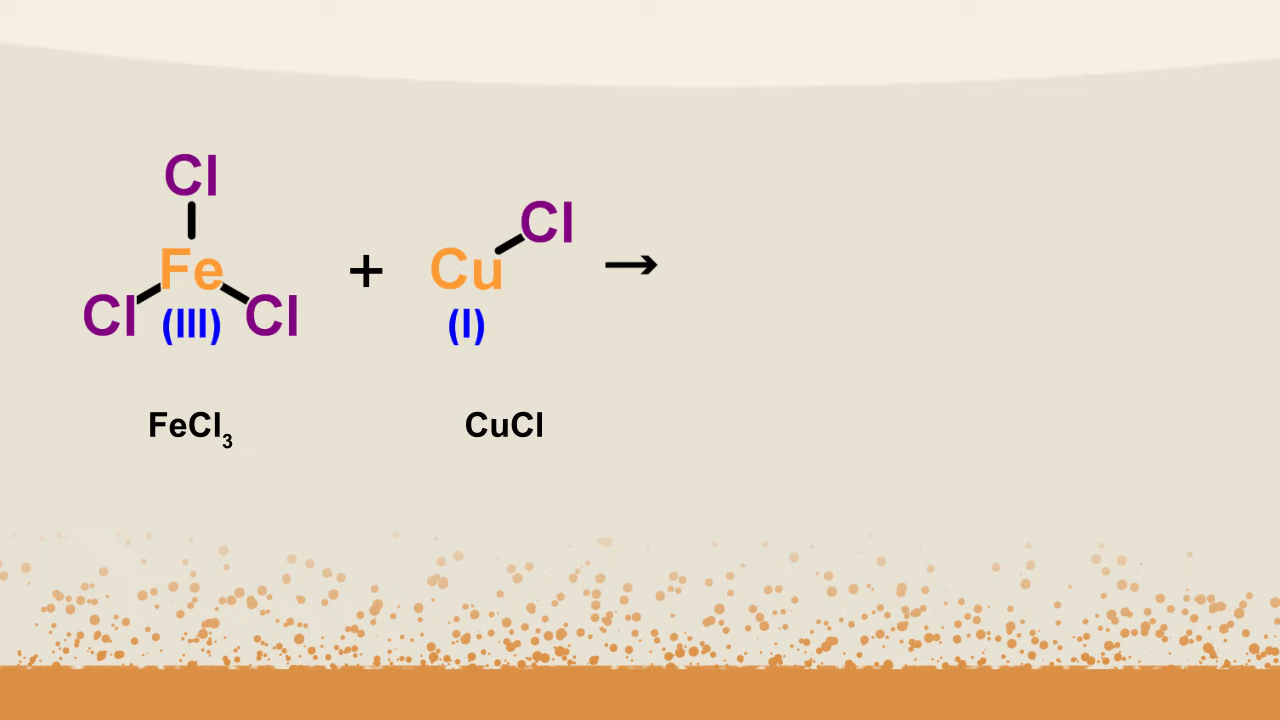 Cl
Cl
Fe + Cu →
Cl (III) Cl (I)
FeCl₃ CuCl